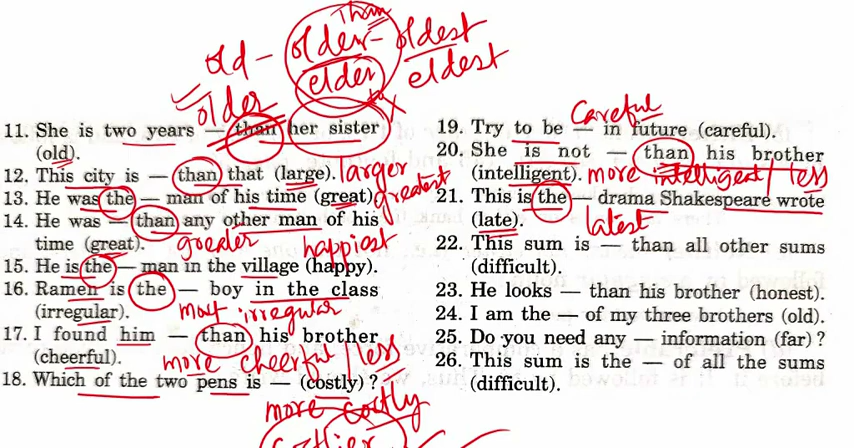 than
old - older - oldest
elder eldest
older to
11. She is two years — than her sister
(old).
12. This city is — than that (large). larger
13. He was the — man of his time (great). greatest
14. He was — than any other man of his
time (great). greater happiest
15. He is the — man in the village (happy).
16. Ramen is the — boy in the class
(irregular). most irregular
17. I found him — than his brother
(cheerful). more cheerful / less
18. Which of the two pens is — (costly) ?
more costly
costlier
Careful
19. Try to be — in future (careful).
20. She is not — than his brother
(intelligent). more intelligent / less
21. This is the — drama Shakespeare wrote
(late). latest
22. This sum is — than all other sums
(difficult).
23. He looks — than his brother (honest).
24. I am the — of my three brothers (old).
25. Do you need any — information (far) ?
26. This sum is the — of all the sums
(difficult).